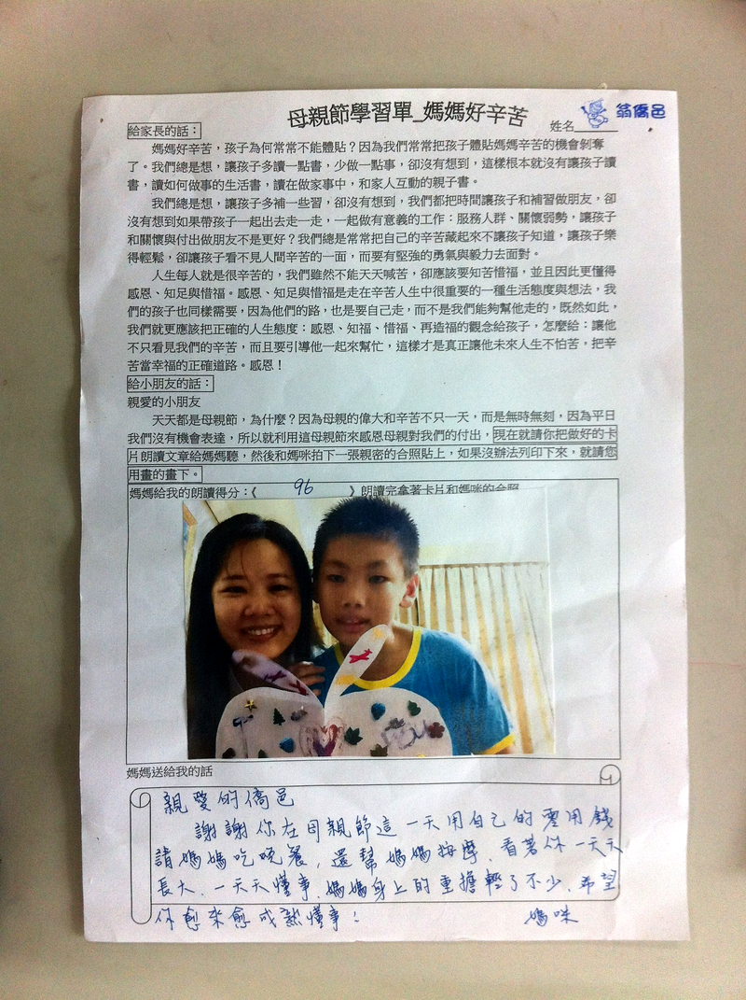 母親節學習單_媽媽好辛苦
姓名 翁僑邑
給家長的話：
媽媽好辛苦，孩子為何常常不能體貼？因為我們常常把孩子體貼媽媽辛苦的機會剝奪
了。我們總是想，讓孩子多讀一點書，少做一點事，卻沒有想到，這樣根本就沒有讓孩子讀
書，讀如何做事的生活書，讀在做家事中，和家人互動的親子書。
我們總是想，讓孩子多補一些習，卻沒有想到，我們都把時間讓孩子和補習做朋友，卻
沒有想到如果帶孩子一起出去走一走，一起做有意義的工作：服務人群、關懷弱勢，讓孩子
和關懷與付出做朋友不是更好？我們總是常常把自己的辛苦藏起來不讓孩子知道，讓孩子樂
得輕鬆，卻讓孩子看不見人間辛苦的一面，而要有堅強的勇氣與毅力去面對。
人生每人就是很辛苦的，我們雖然不能天天喊苦，卻應該要知苦惜福，並且因此更懂得
感恩、知足與惜福。感恩、知足與惜福是走在辛苦人生中很重要的一種生活態度與想法，我
們的孩子也同樣需要，因為他們的路，也是要自己走，而不是我們能夠幫他走的，既然如此，
我們就更應該把正確的人生態度：感恩、知福、惜福、再造福的觀念給孩子，怎麼給：讓他
不只看見我們的辛苦，而且要引導他一起來幫忙，這樣才是真正讓他未來人生不怕苦，把辛
苦當幸福的正確道路。感恩！
給小朋友的話：
親愛的小朋友
天天都是母親節，為什麼？因為母親的偉大和辛苦不只一天，而是無時無刻，因為平日
我們沒有機會表達，所以就利用這母親節來感恩母親對我們的付出，現在就請你把做好的卡
片朗讀文章給媽媽聽，然後和媽咪拍下一張親密的合照貼上，如果沒辦法列印下來，就請您
用畫的畫下。
媽媽給我的朗讀得分：《 96 》朗讀完拿著卡片和媽咪的合照
媽媽送給我的話
親愛的僑邑
謝謝你在母親節這一天用自己的零用錢
請媽媽吃晚餐，還幫媽媽按摩．看著你一天天
長大．一天天懂事．媽媽身上的重擔輕了不少．希望
你愈來愈成熟懂事！ 媽咪